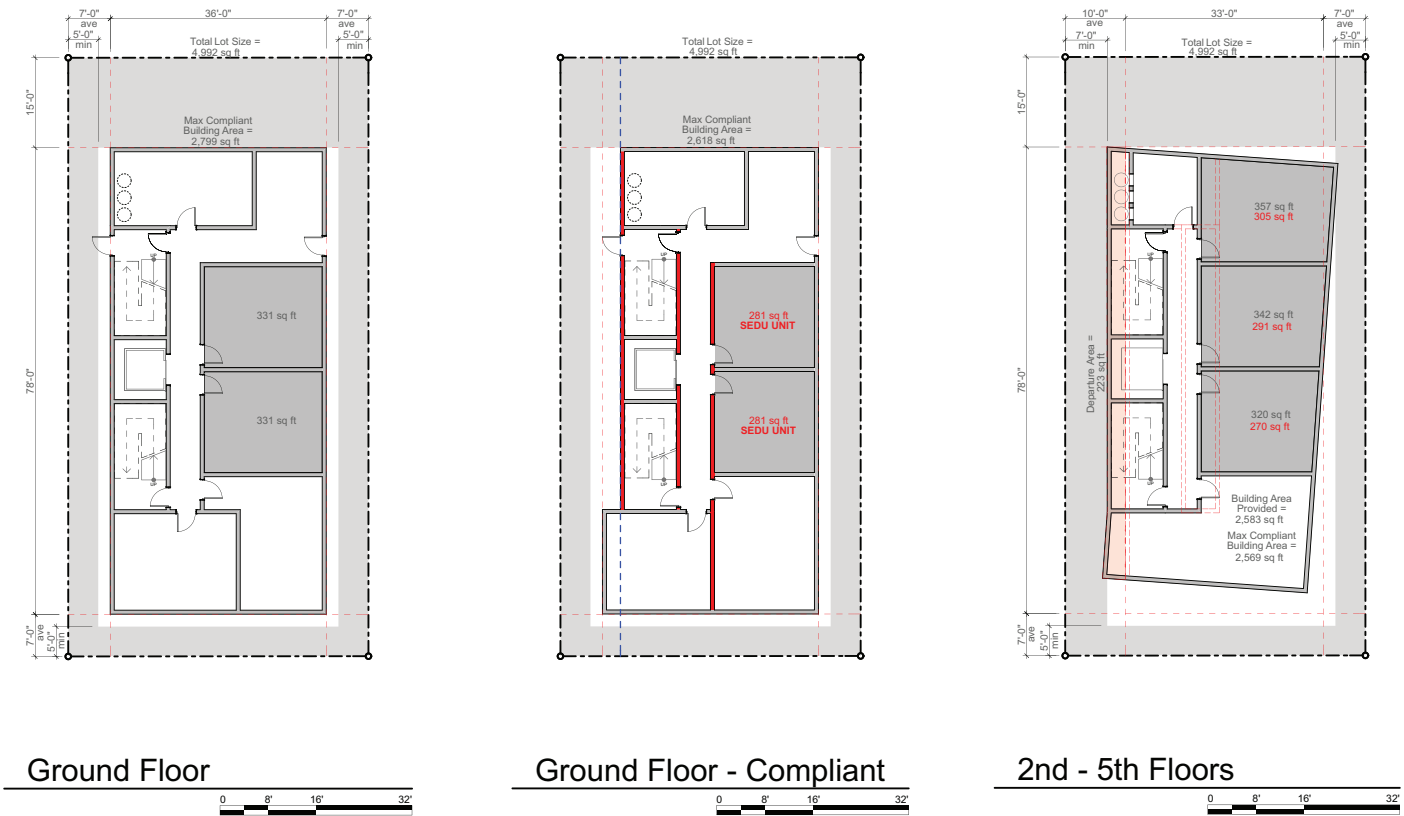 7'-0"
ave
36'-0"
7'-0"
ave
5'-0"
min
5'-0"
min
Total Lot Size =
4,992 sq ft
15'-0"
Max Compliant
Building Area =
2,799 sq ft
UP
331 sq ft
78'-0"
331 sq ft
UP
7'-0"
ave
5'-0"
min
Ground Floor
0 8' 16' 32'
Total Lot Size =
4,992 sq ft
Max Compliant
Building Area =
2,618 sq ft
UP
281 sq ft
SEDU UNIT
281 sq ft
SEDU UNIT
UP
Ground Floor - Compliant
0 8' 16' 32'
10'-0"
ave
33'-0"
7'-0"
ave
7'-0"
min
5'-0"
min
Total Lot Size =
4,992 sq ft
15'-0"
357 sq ft
305 sq ft
UP
342 sq ft
291 sq ft
Departure Area =
223 sq ft
78'-0"
320 sq ft
270 sq ft
UP
Building Area
Provided =
2,583 sq ft
Max Compliant
Building Area =
2,569 sq ft
7'-0"
ave
5'-0"
min
2nd - 5th Floors
0 8' 16' 32'